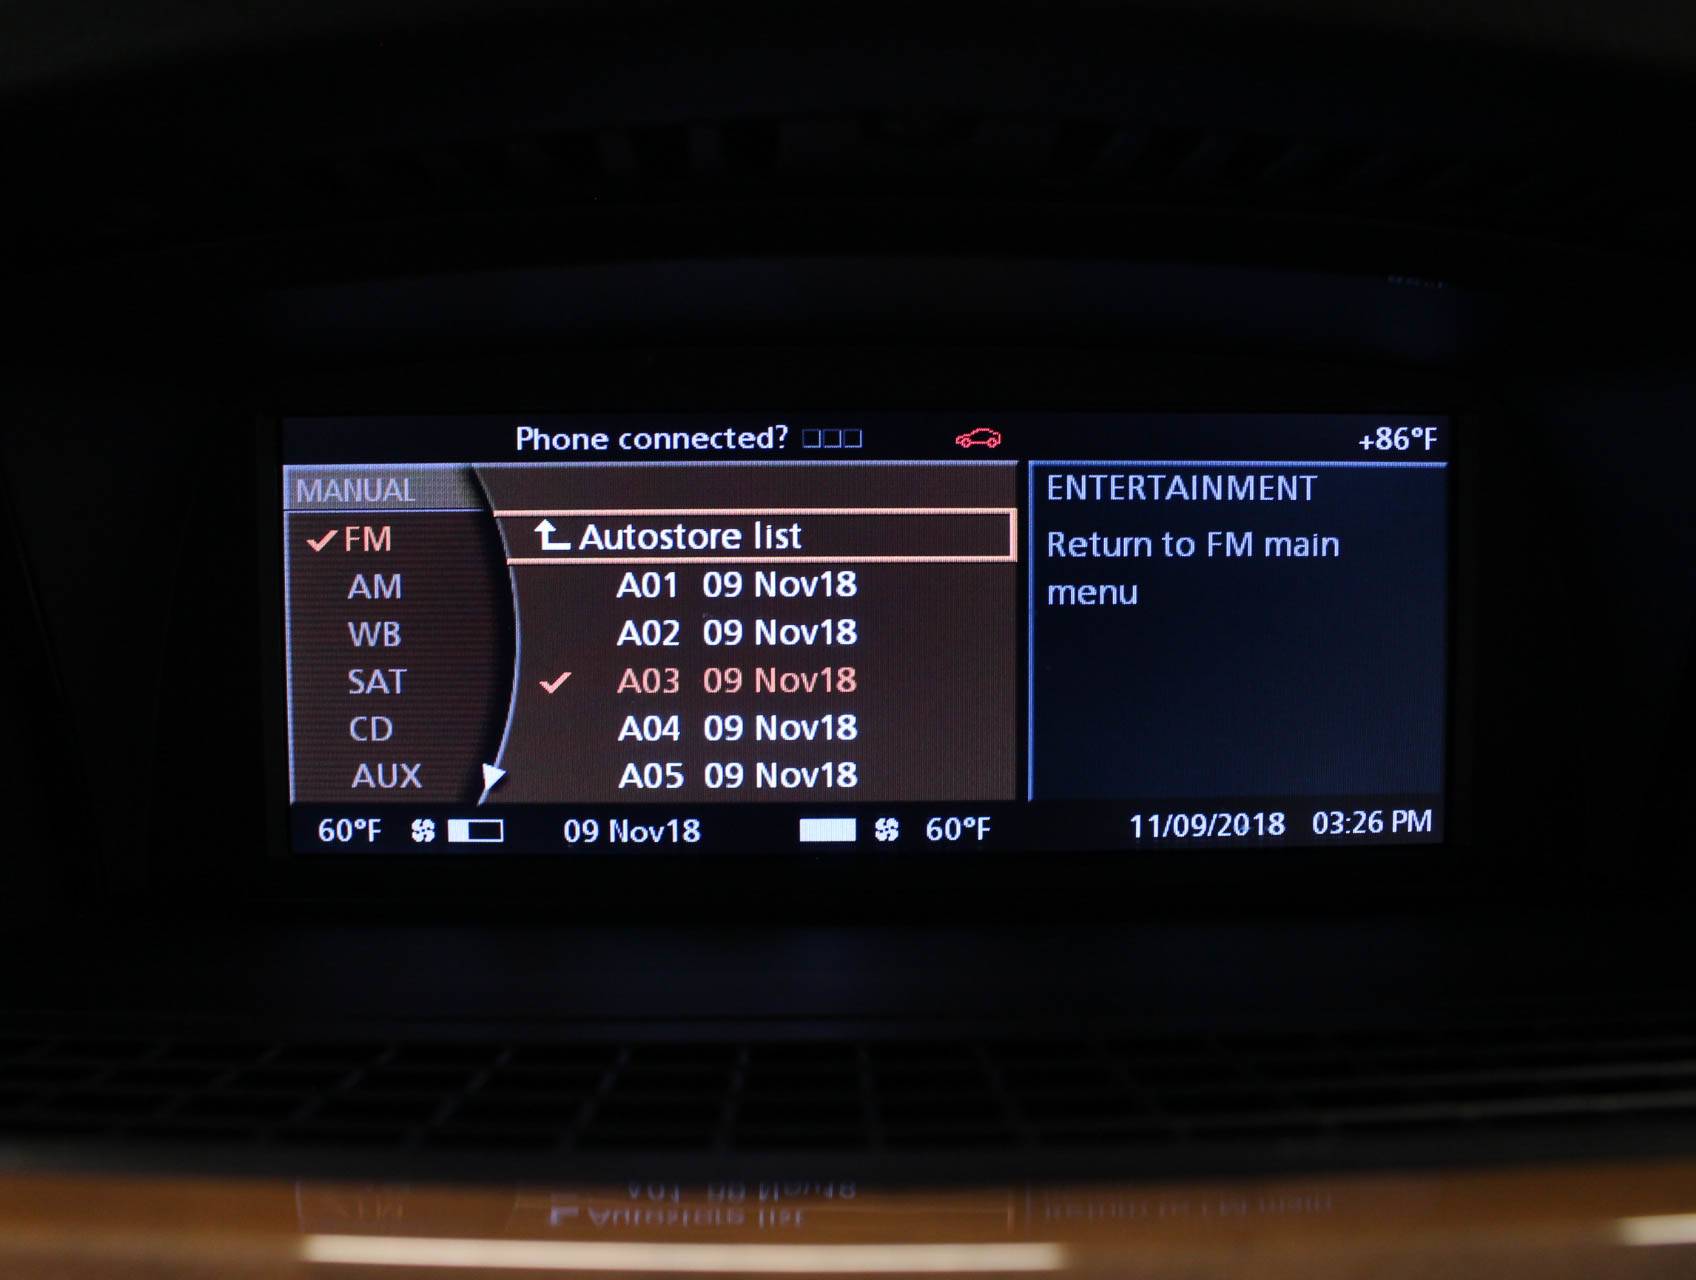 Phone connected?
+86°F
MANUAL
FM
AM
WB
SAT
CD
AUX
Autostore list
A01 09 Nov18
A02 09 Nov18
A03 09 Nov18
A04 09 Nov18
A05 09 Nov18
ENTERTAINMENT
Return to FM main
menu
60°F
09 Nov18
60°F
11/09/2018 03:26 PM